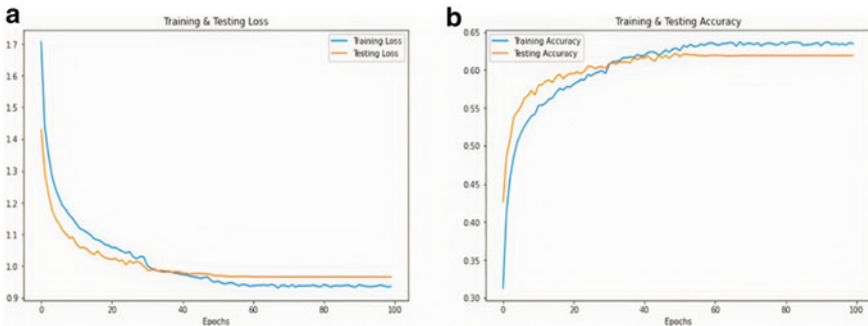 a
Training & Testing Loss
Training Loss
Testing Loss
1.7
1.6
1.5
1.4
1.3
1.2
1.1
1.0
0.9
0
20
40
60
80
100
Epochs
b
Training & Testing Accuracy
Training Accuracy
Testing Accuracy
0.65
0.60
0.55
0.50
0.45
0.40
0.35
0.30
0
20
40
60
80
100
Epochs